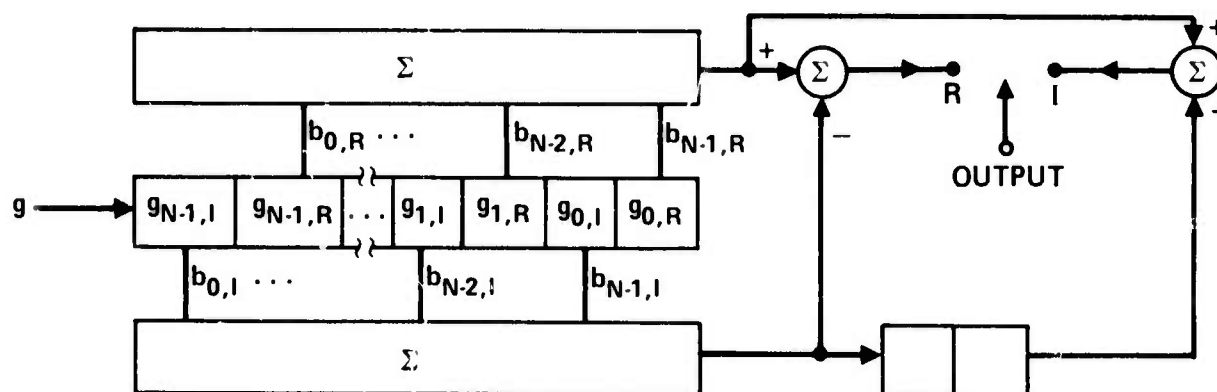 Σ
+
Σ
+
Σ
R
I
b0,R ... bN-2,R bN-1,R
−
OUTPUT
g
gN-1,I gN-1,R ... g1,I g1,R g0,I g0,R
b0,I ... bN-2,I bN-1,I
Σ